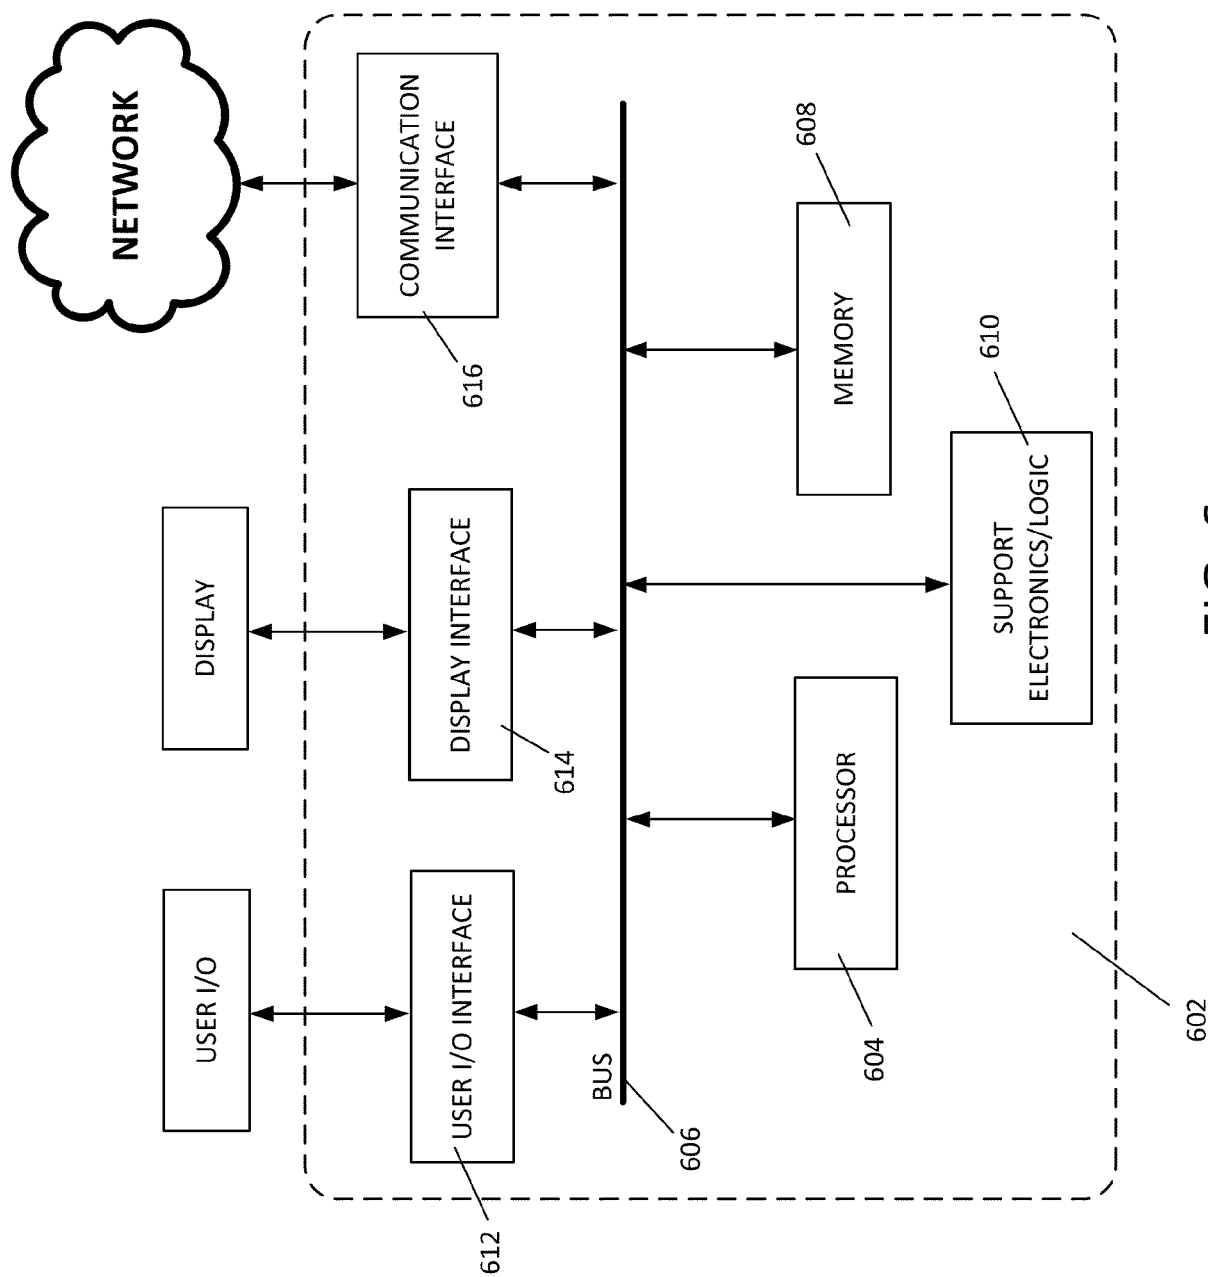 NETWORK
USER I/O
DISPLAY
COMMUNICATION
INTERFACE
USER I/O INTERFACE
DISPLAY INTERFACE
616
612
614
BUS
606
608
PROCESSOR
MEMORY
604
610
SUPPORT
ELECTRONICS/LOGIC
602